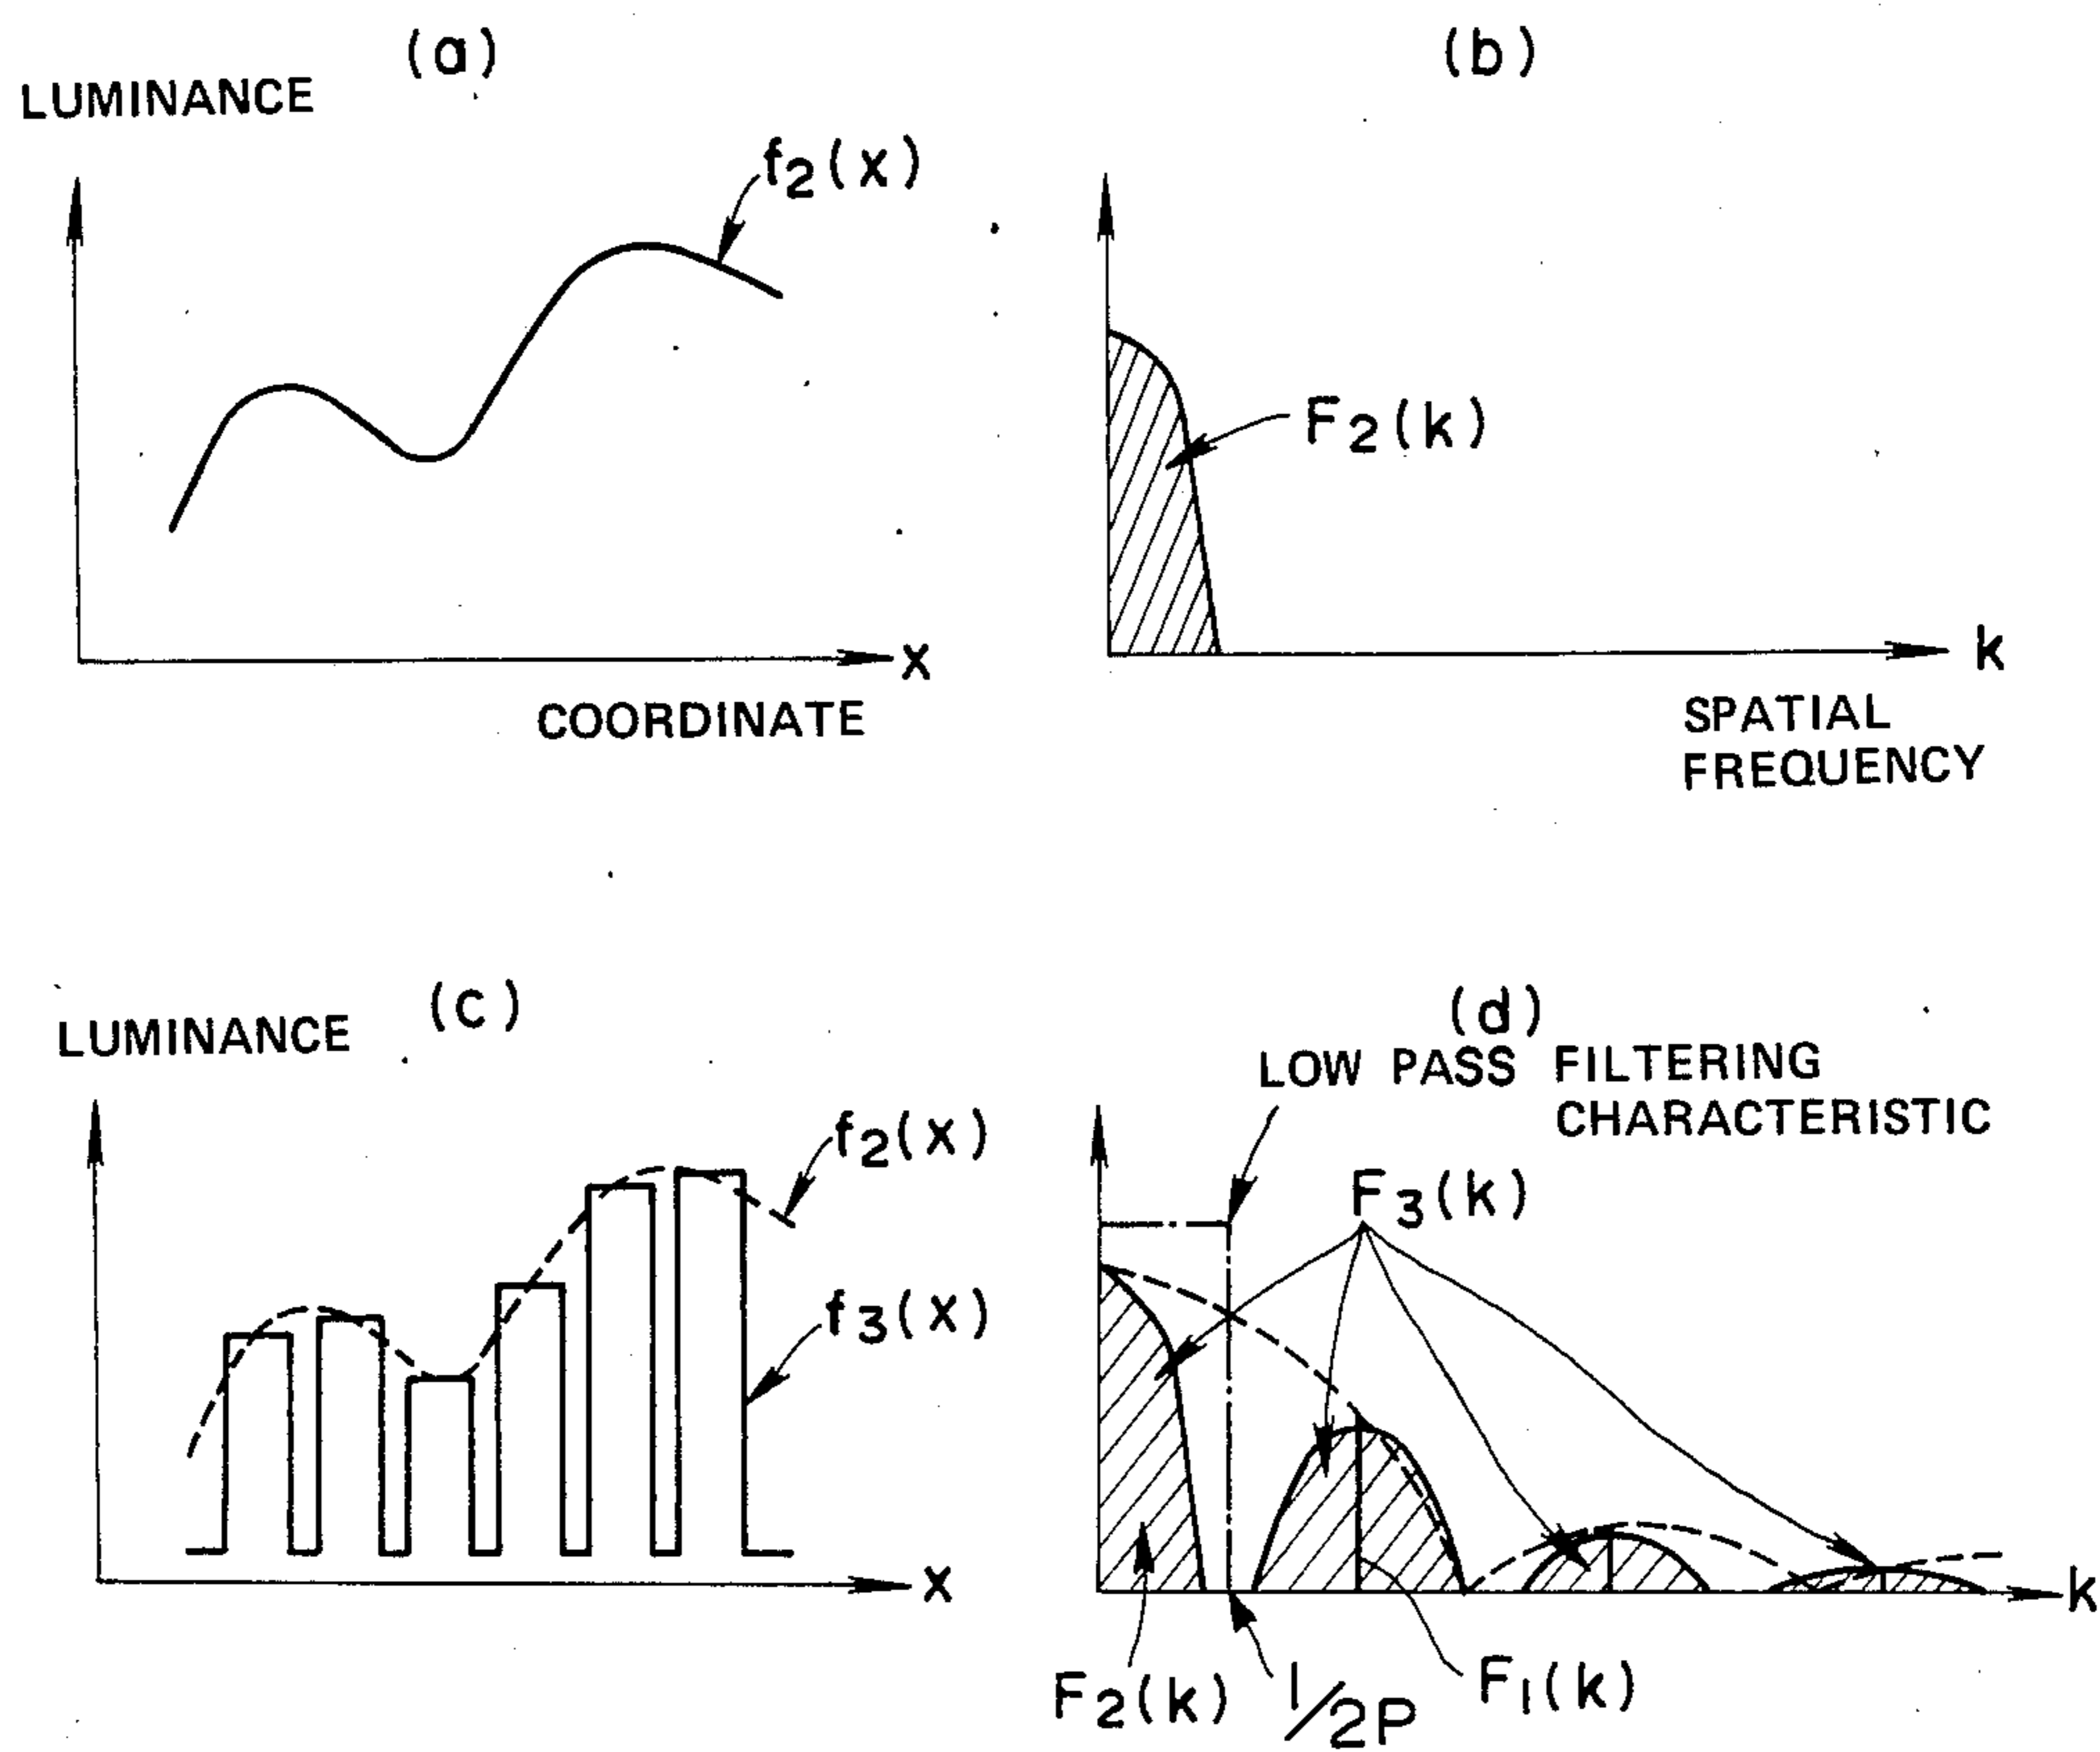 (a)
LUMINANCE
f2(x)
x
COORDINATE
(b)
F2(k)
k
SPATIAL
FREQUENCY
(c)
LUMINANCE
f2(x)
f3(x)
x
(d)
LOW PASS FILTERING
CHARACTERISTIC
F3(k)
k
F2(k)
1/2P
F1(k)